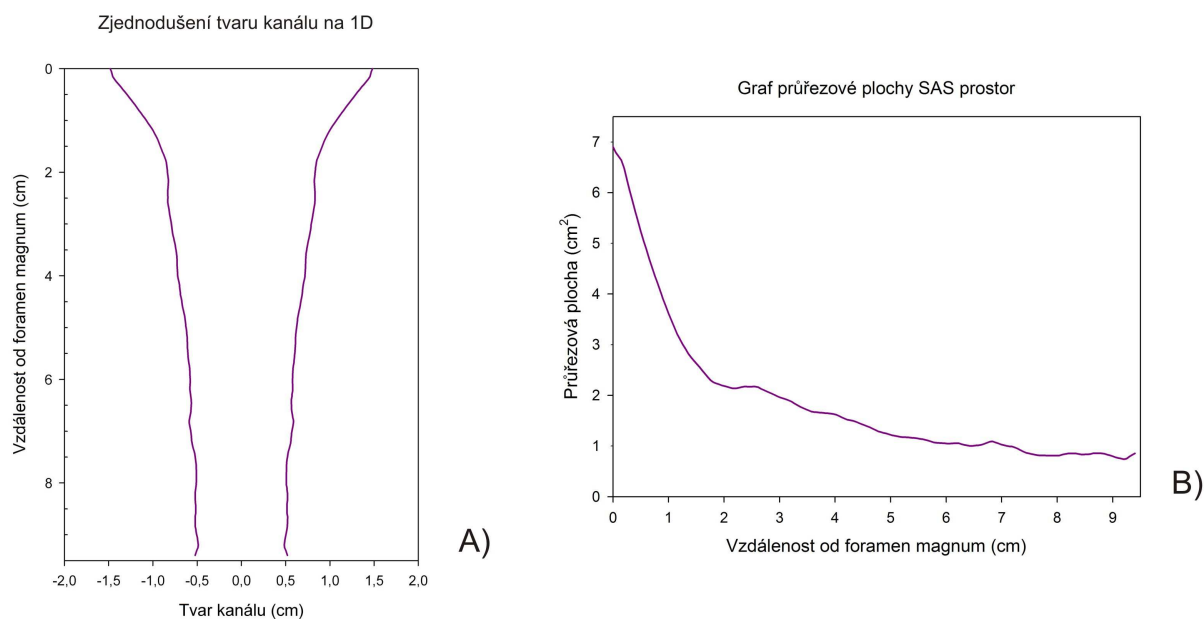 Zjednodušení tvaru kanálu na 1D
0
2
4
6
8
Vzdálenost od foramen magnum (cm)
-2,0 -1,5 -1,0 -0,5 0,0 0,5 1,0 1,5 2,0
Tvar kanálu (cm)
A)
Graf průřezové plochy SAS prostor
7
6
5
4
3
2
1
0
Průřezová plocha (cm²)
0 1 2 3 4 5 6 7 8 9
Vzdálenost od foramen magnum (cm)
B)